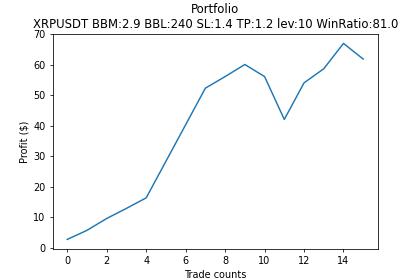 Portfolio
XRPUSDT BBM:2.9 BBL:240 SL:1.4 TP:1.2 lev:10 WinRatio:81.0
70
60
50
40
30
20
10
0
Profit ($)
0 2 4 6 8 10 12 14
Trade counts